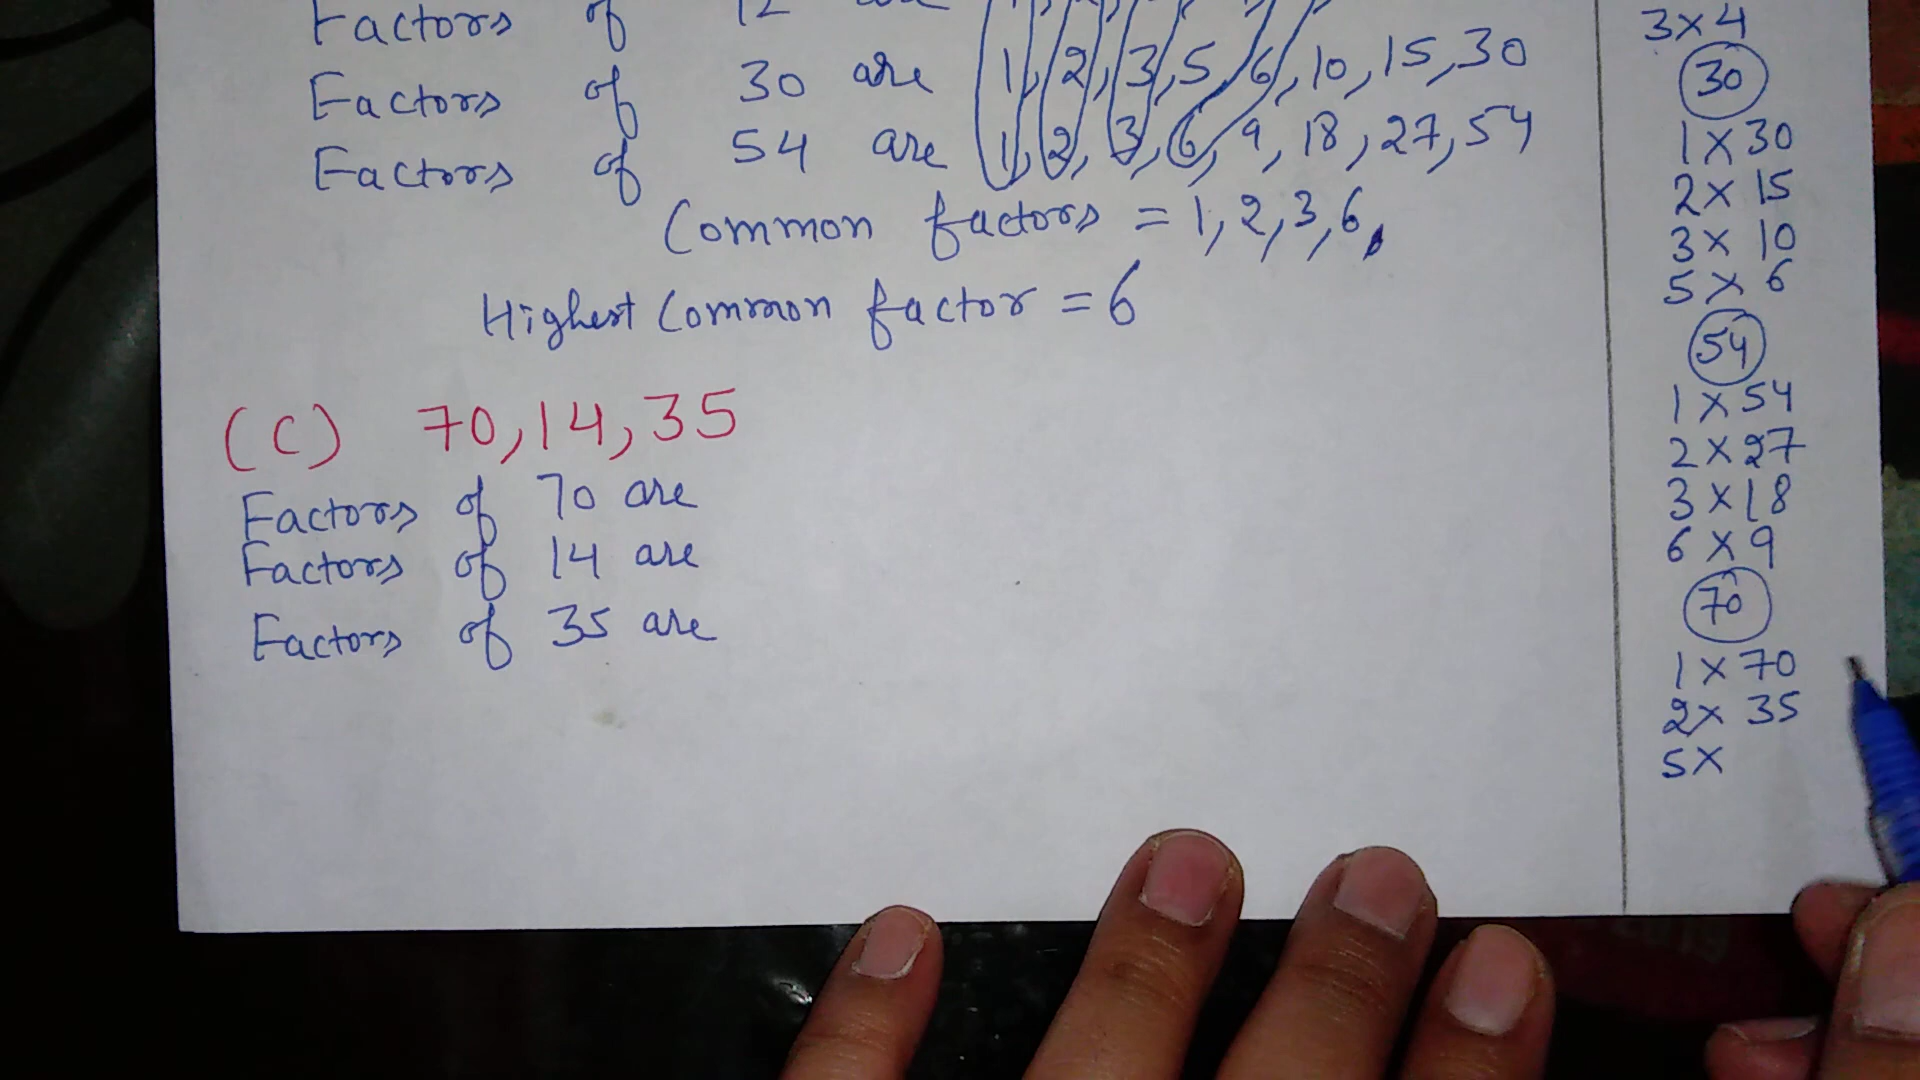 Factors of 12 are
Factors of 30 are 1, 2, 3, 5, 6, 10, 15, 30
Factors of 54 are 1, 2, 3, 6, 9, 18, 27, 54
Common factors = 1, 2, 3, 6,
Highest Common factor = 6
(C) 70, 14, 35
Factors of 70 are
Factors of 14 are
Factors of 35 are
3 x 4
30
1 x 30
2 x 15
3 x 10
5 x 6
54
1 x 54
2 x 27
3 x 18
6 x 9
70
1 x 70
2 x 35
5 x